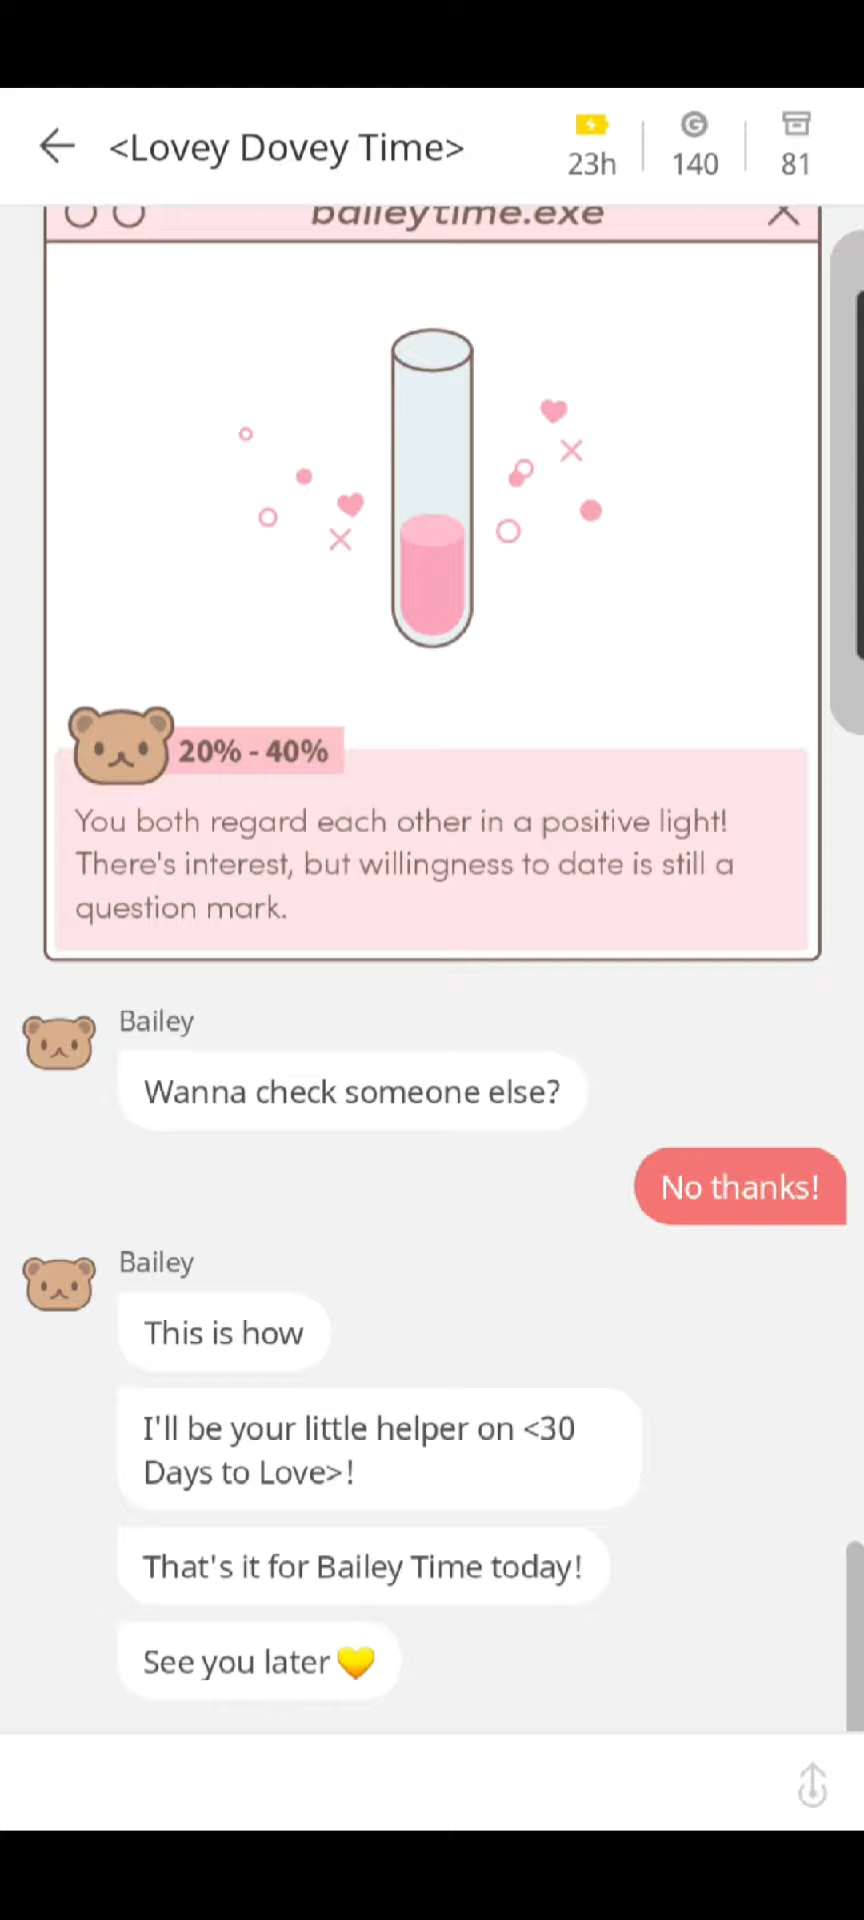 <Lovey Dovey Time>
23h
140
81
baileytime.exe
20% - 40%
You both regard each other in a positive light!
There's interest, but willingness to date is still a
question mark.
Bailey
Wanna check someone else?
No thanks!
Bailey
This is how
I'll be your little helper on <30
Days to Love>!
That's it for Bailey Time today!
See you later 💛